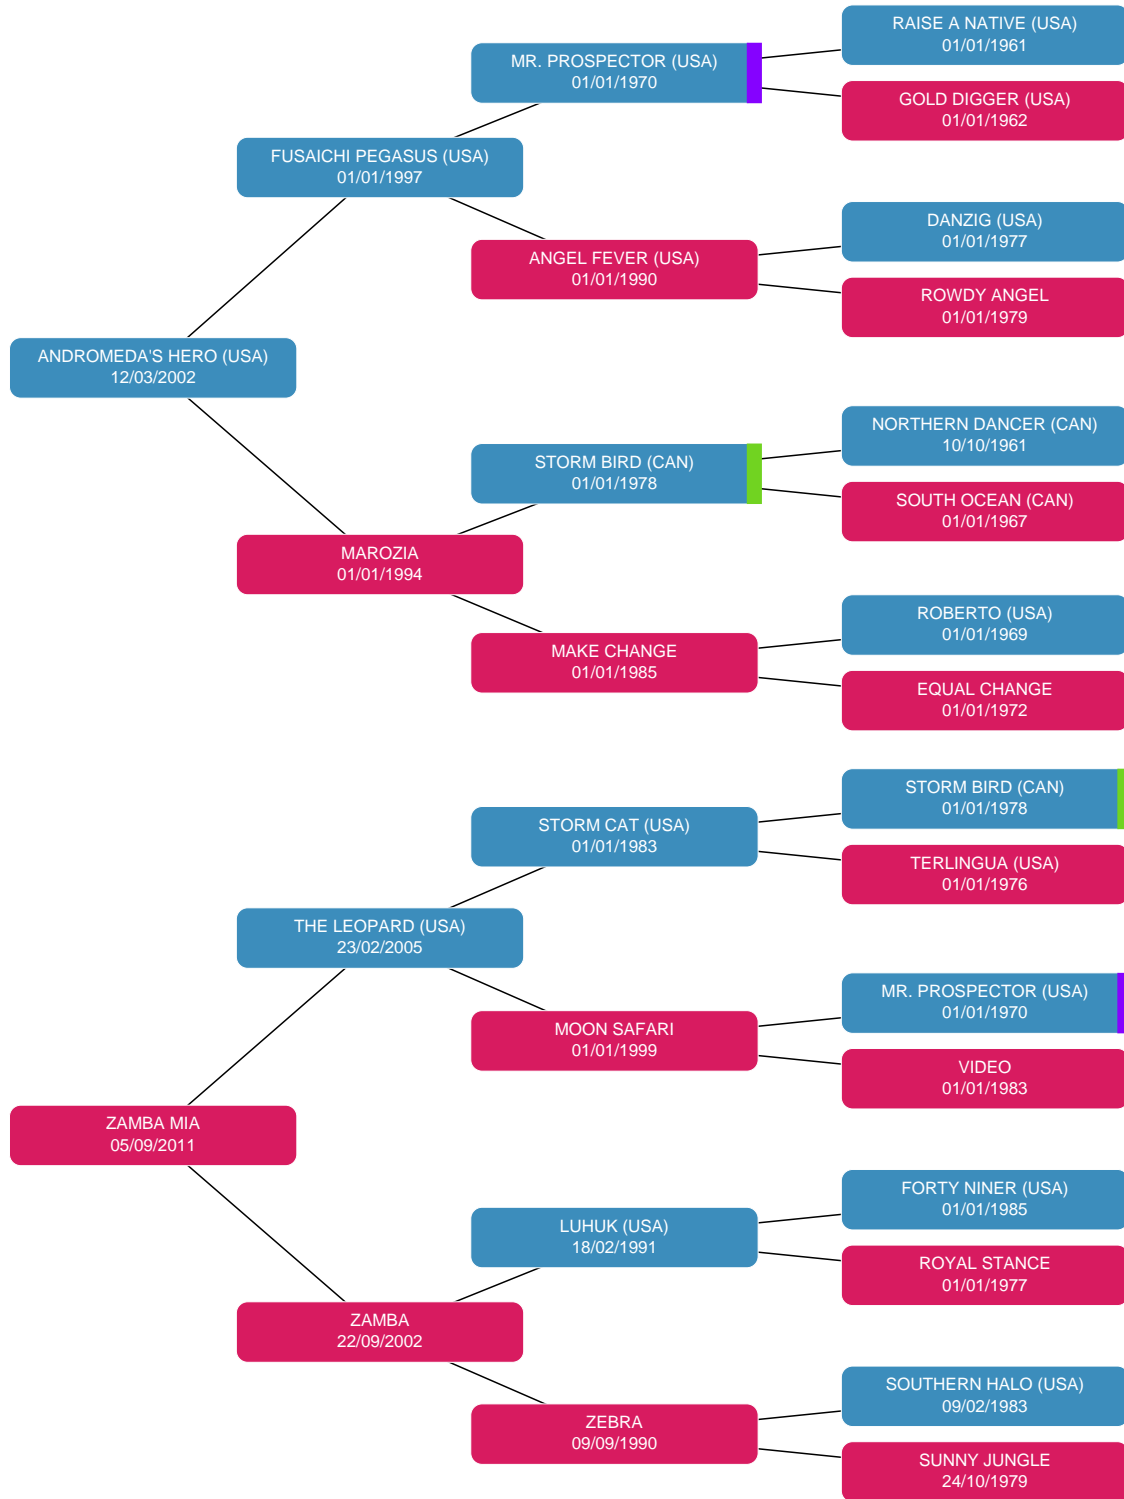 RAISE A NATIVE (USA)
01/01/1961
MR. PROSPECTOR (USA)
01/01/1970
GOLD DIGGER (USA)
01/01/1962
FUSAICHI PEGASUS (USA)
01/01/1997
DANZIG (USA)
01/01/1977
ANGEL FEVER (USA)
01/01/1990
ROWDY ANGEL
01/01/1979
ANDROMEDA'S HERO (USA)
12/03/2002
NORTHERN DANCER (CAN)
10/10/1961
STORM BIRD (CAN)
01/01/1978
SOUTH OCEAN (CAN)
01/01/1967
MAROZIA
01/01/1994
ROBERTO (USA)
01/01/1969
MAKE CHANGE
01/01/1985
EQUAL CHANGE
01/01/1972
STORM BIRD (CAN)
01/01/1978
STORM CAT (USA)
01/01/1983
TERLINGUA (USA)
01/01/1976
THE LEOPARD (USA)
23/02/2005
MR. PROSPECTOR (USA)
01/01/1970
MOON SAFARI
01/01/1999
VIDEO
01/01/1983
ZAMBA MIA
05/09/2011
FORTY NINER (USA)
01/01/1985
LUHUK (USA)
18/02/1991
ROYAL STANCE
01/01/1977
ZAMBA
22/09/2002
SOUTHERN HALO (USA)
09/02/1983
ZEBRA
09/09/1990
SUNNY JUNGLE
24/10/1979